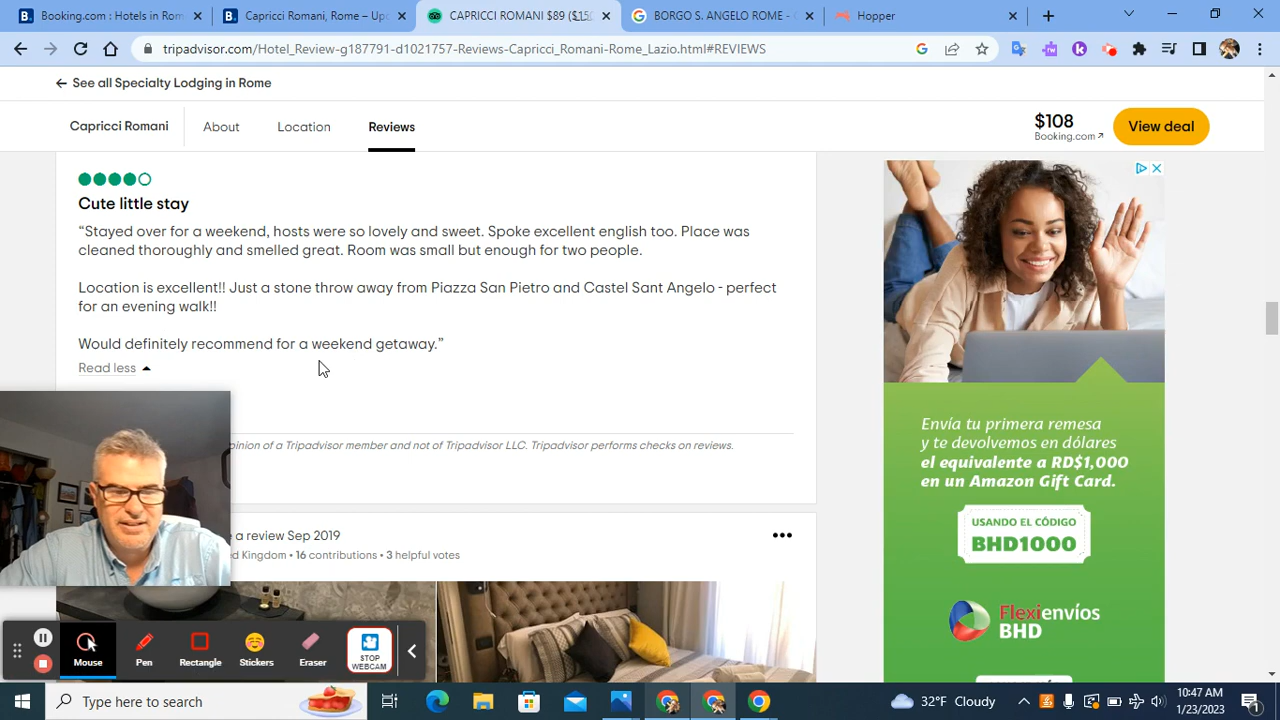 Booking.com : Hotels in Rom
Capricci Romani, Rome – Up
CAPRICCI ROMANI $89 ($150
BORGO S. ANGELO ROME -
Hopper
tripadvisor.com/Hotel_Review-g187791-d1021757-Reviews-Capricci_Romani-Rome_Lazio.html#REVIEWS
See all Specialty Lodging in Rome
Capricci Romani
About
Location
Reviews
$108
Booking.com
View deal
Cute little stay
“Stayed over for a weekend, hosts were so lovely and sweet. Spoke excellent english too. Place was
cleaned thoroughly and smelled great. Room was small but enough for two people.
Location is excellent!! Just a stone throw away from Piazza San Pietro and Castel Sant Angelo - perfect
for an evening walk!!
Would definitely recommend for a weekend getaway.”
Read less
opinion of a Tripadvisor member and not of Tripadvisor LLC. Tripadvisor performs checks on reviews.
e a review Sep 2019
ed Kingdom • 16 contributions • 3 helpful votes
Envía tu primera remesa
y te devolvemos en dólares
el equivalente a RD$1,000
en un Amazon Gift Card.
USANDO EL CÓDIGO
BHD1000
Flexienvíos
BHD
Mouse
Pen
Rectangle
Stickers
Eraser
STOP
WEBCAM
Type here to search
32°F Cloudy
10:47 AM
1/23/2023